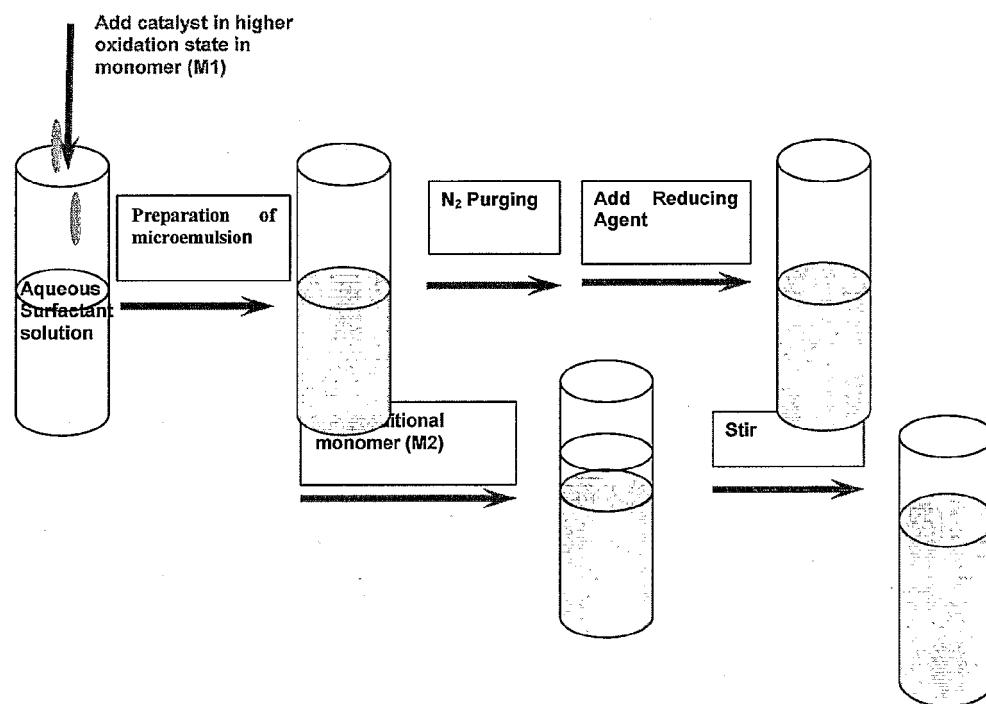 Add catalyst in higher
oxidation state in
monomer (M1)
Preparation of
microemulsion
N₂ Purging
Add Reducing
Agent
Aqueous
Surfactant
solution
monomer (M2)
Stir